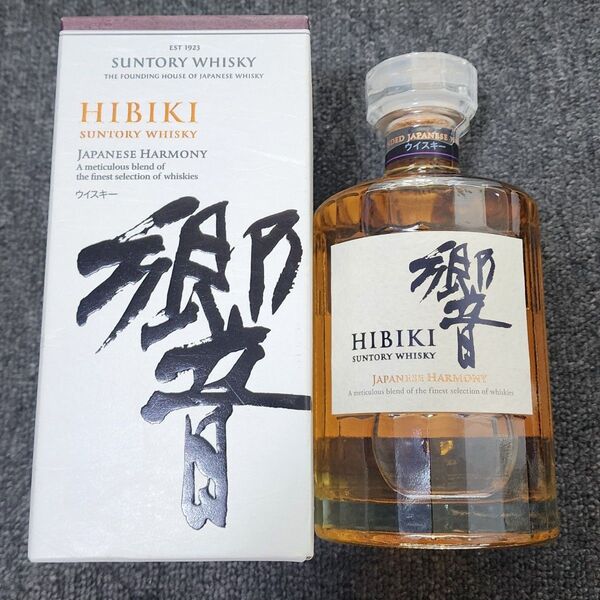 EST 1923
SUNTORY WHISKY
THE FOUNDING HOUSE OF JAPANESE WHISKY
HIBIKI
SUNTORY WHISKY
JAPANESE HARMONY
A meticulous blend of
the finest selection of whiskies
ウイスキー
響
JAPANESE
ウイスキー
響
HIBIKI
SUNTORY WHISKY
JAPANESE HARMONY
A meticulous blend of the finest selection of whiskies